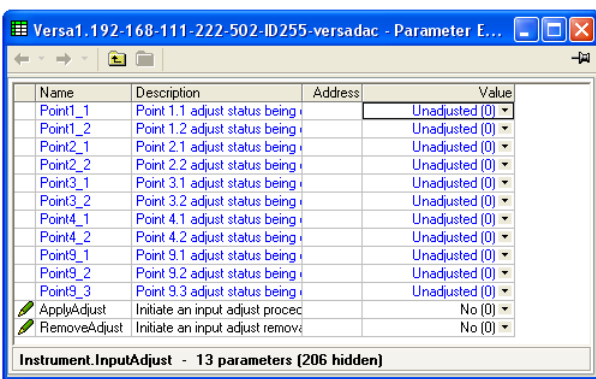 Versa1.192-168-111-222-502-ID255-versadac - Parameter E...
Name Description Address Value
Point1_1 Point 1.1 adjust status being Unadjusted (0)
Point1_2 Point 1.2 adjust status being Unadjusted (0)
Point2_1 Point 2.1 adjust status being Unadjusted (0)
Point2_2 Point 2.2 adjust status being Unadjusted (0)
Point3_1 Point 3.1 adjust status being Unadjusted (0)
Point3_2 Point 3.2 adjust status being Unadjusted (0)
Point4_1 Point 4.1 adjust status being Unadjusted (0)
Point4_2 Point 4.2 adjust status being Unadjusted (0)
Point9_1 Point 9.1 adjust status being Unadjusted (0)
Point9_2 Point 9.2 adjust status being Unadjusted (0)
Point9_3 Point 9.3 adjust status being Unadjusted (0)
ApplyAdjust Initiate an input adjust proced No (0)
RemoveAdjust Initiate an input adjust remova No (0)
Instrument.InputAdjust - 13 parameters (206 hidden)